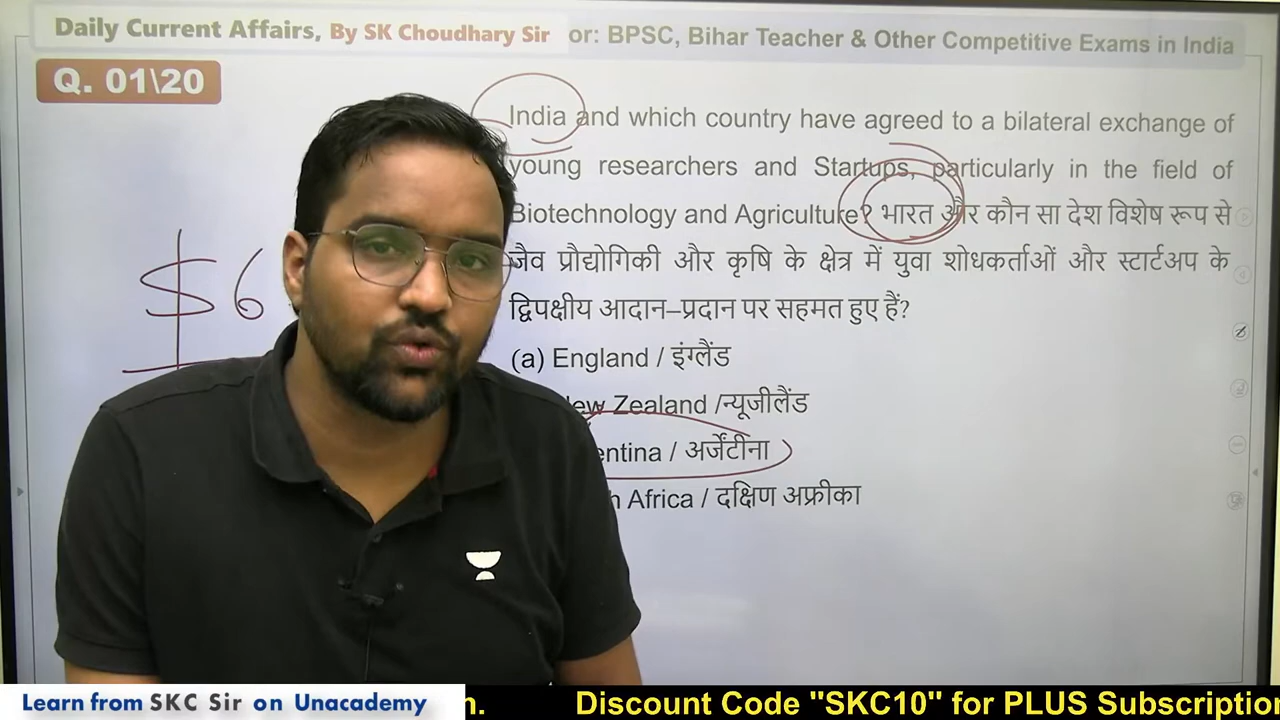 Daily Current Affairs, By SK Choudhary Sir or: BPSC, Bihar Teacher & Other Competitive Exams in India
Q. 01\20
India and which country have agreed to a bilateral exchange of
young researchers and Startups, particularly in the field of
Biotechnology and Agriculture? भारत और कौन सा देश विशेष रूप से
जैव प्रौद्योगिकी और कृषि के क्षेत्र में युवा शोधकर्ताओं और स्टार्टअप के
द्विपक्षीय आदान–प्रदान पर सहमत हुए हैं?
$6
(a) England / इंग्लैंड
ew Zealand /न्यूजीलैंड
entina / अर्जेंटीना
h Africa / दक्षिण अफ्रीका
Learn from SKC Sir on Unacademy
n. Discount Code "SKC10" for PLUS Subscription